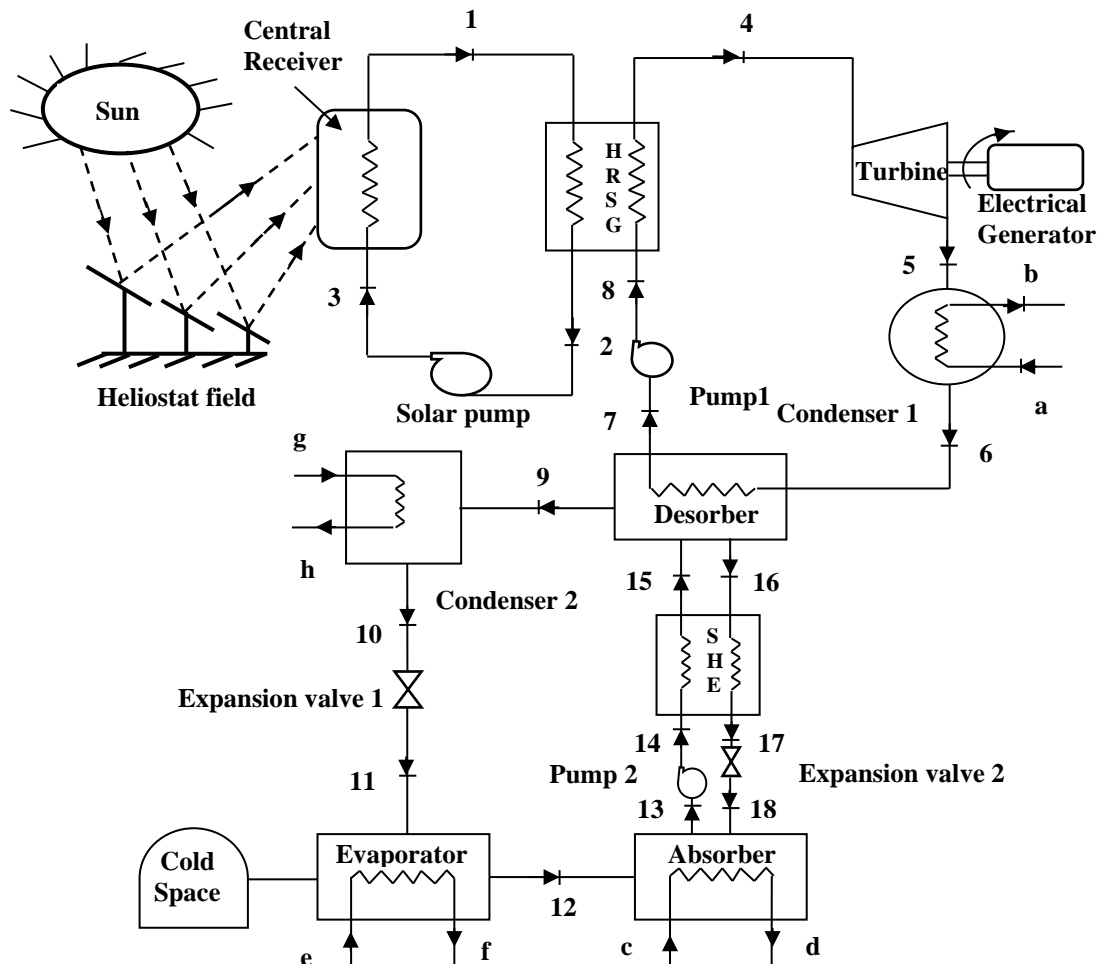 1
4
Central
Receiver
Sun
H
R
S
G
Turbine
Electrical
Generator
5
b
3
8
2
a
Heliostat field
Solar pump
Pump1
Condenser 1
7
6
g
9
Desorber
h
15
16
Condenser 2
10
S
H
E
Expansion valve 1
14
17
Pump 2
Expansion valve 2
11
13
18
Cold
Space
Evaporator
Absorber
12
e
f
c
d